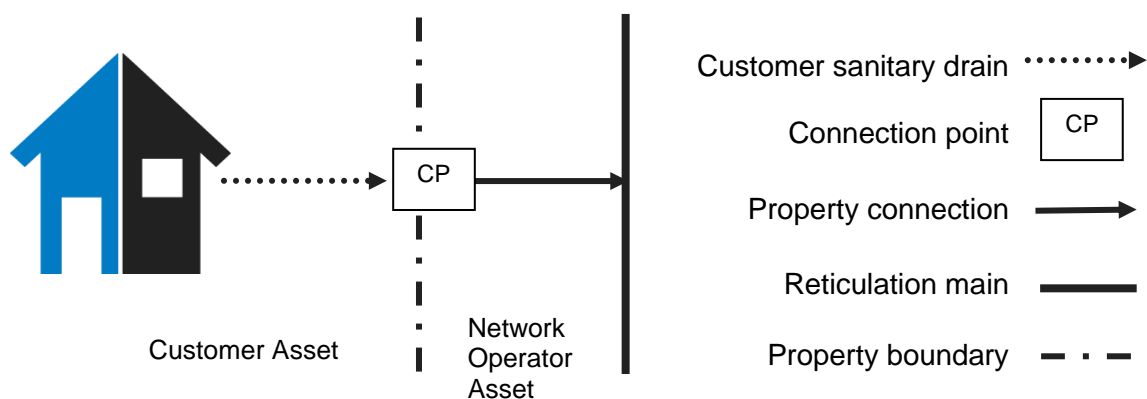 CP
Customer Asset
Network
Operator
Asset
Customer sanitary drain
Connection point
CP
Property connection
Reticulation main
Property boundary